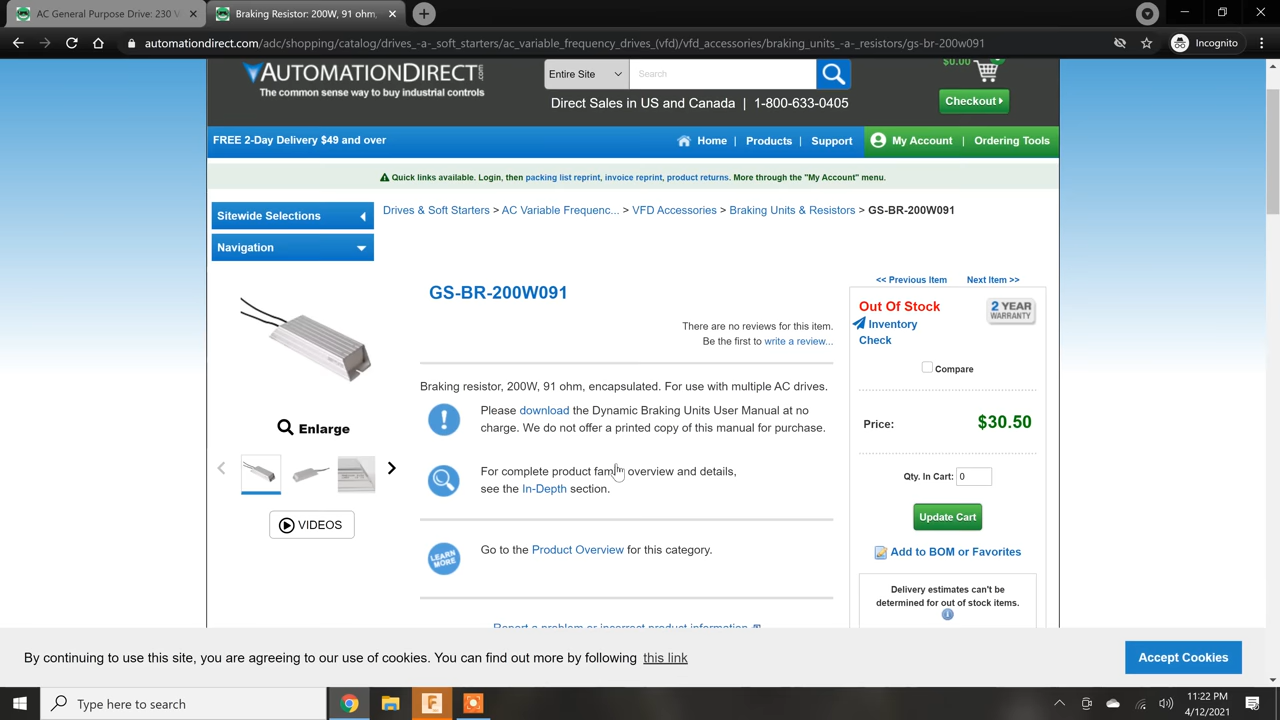 AC General Purpose Drive: 230 V
Braking Resistor: 200W, 91 ohm,
automationdirect.com/adc/shopping/catalog/drives_-a-_soft_starters/ac_variable_frequency_drives_(vfd)/vfd_accessories/braking_units_-a-_resistors/gs-br-200w091
Incognito
AUTOMATIONDIRECT.com
The common sense way to buy industrial controls
Entire Site
Search
$0.00
Direct Sales in US and Canada | 1-800-633-0405
Checkout
FREE 2-Day Delivery $49 and over
Home | Products | Support
My Account | Ordering Tools
Quick links available. Login, then packing list reprint, invoice reprint, product returns. More through the "My Account" menu.
Sitewide Selections
Navigation
Drives & Soft Starters > AC Variable Frequenc... > VFD Accessories > Braking Units & Resistors > GS-BR-200W091
<< Previous Item
Next Item >>
GS-BR-200W091
There are no reviews for this item.
Be the first to write a review...
Out Of Stock
Inventory
Check
2 YEAR
WARRANTY
Compare
Braking resistor, 200W, 91 ohm, encapsulated. For use with multiple AC drives.
Please download the Dynamic Braking Units User Manual at no
charge. We do not offer a printed copy of this manual for purchase.
Price:
$30.50
Enlarge
For complete product family overview and details,
see the In-Depth section.
Qty. In Cart: 0
Update Cart
VIDEOS
LEARN
MORE
Go to the Product Overview for this category.
Add to BOM or Favorites
Delivery estimates can't be
determined for out of stock items.
Report a problem or incorrect product information
By continuing to use this site, you are agreeing to our use of cookies. You can find out more by following this link
Accept Cookies
Type here to search
11:22 PM
4/12/2021